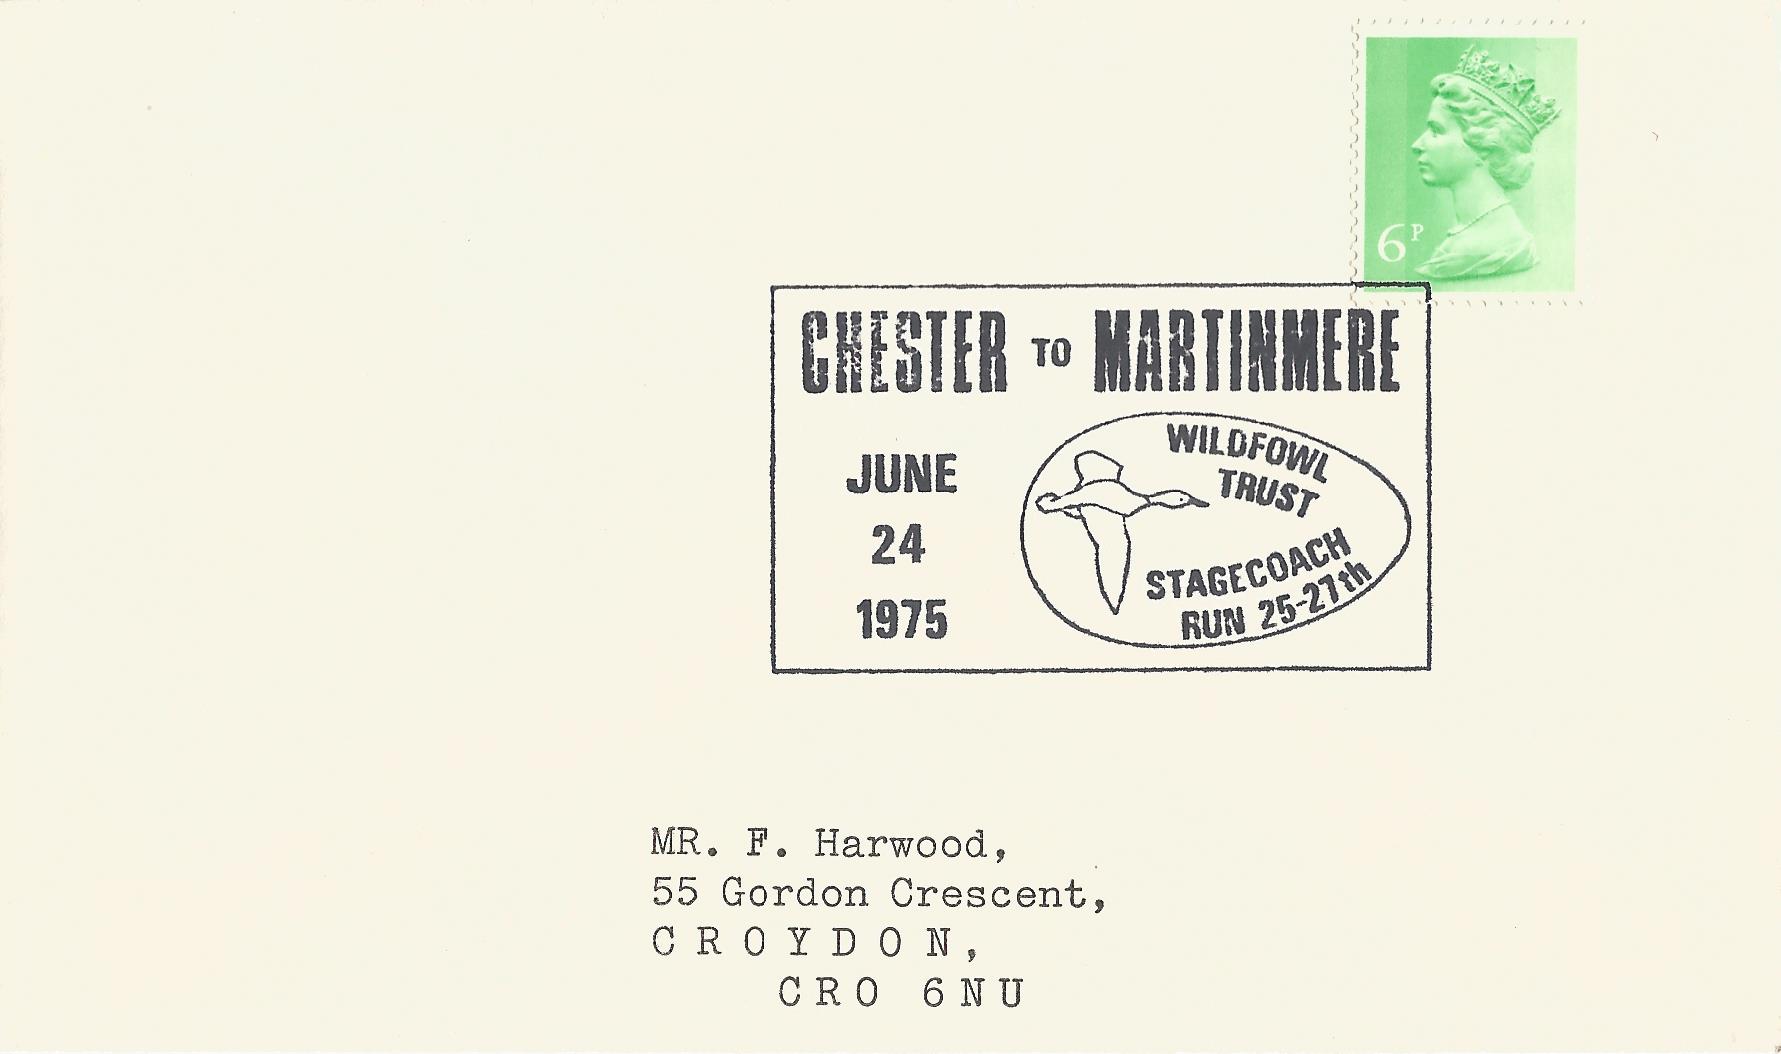 6P
CHESTER TO MARTINMERE
JUNE
24
1975
WILDFOWL
TRUST
STAGECOACH
RUN 25-27th
MR. F. Harwood,
55 Gordon Crescent,
CROYDON,
CRO 6NU